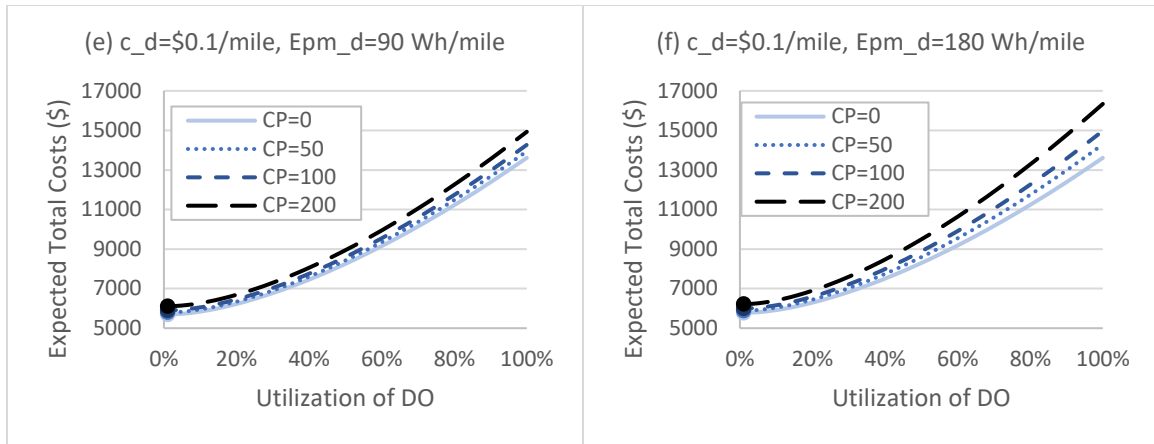 (e) c_d=$0.1/mile, Epm_d=90 Wh/mile
Expected Total Costs ($)
17000
15000
13000
11000
9000
7000
5000
CP=0
CP=50
CP=100
CP=200
0%
20%
40%
60%
80%
100%
Utilization of DO
(f) c_d=$0.1/mile, Epm_d=180 Wh/mile
Expected Total Costs ($)
17000
15000
13000
11000
9000
7000
5000
CP=0
CP=50
CP=100
CP=200
0%
20%
40%
60%
80%
100%
Utilization of DO